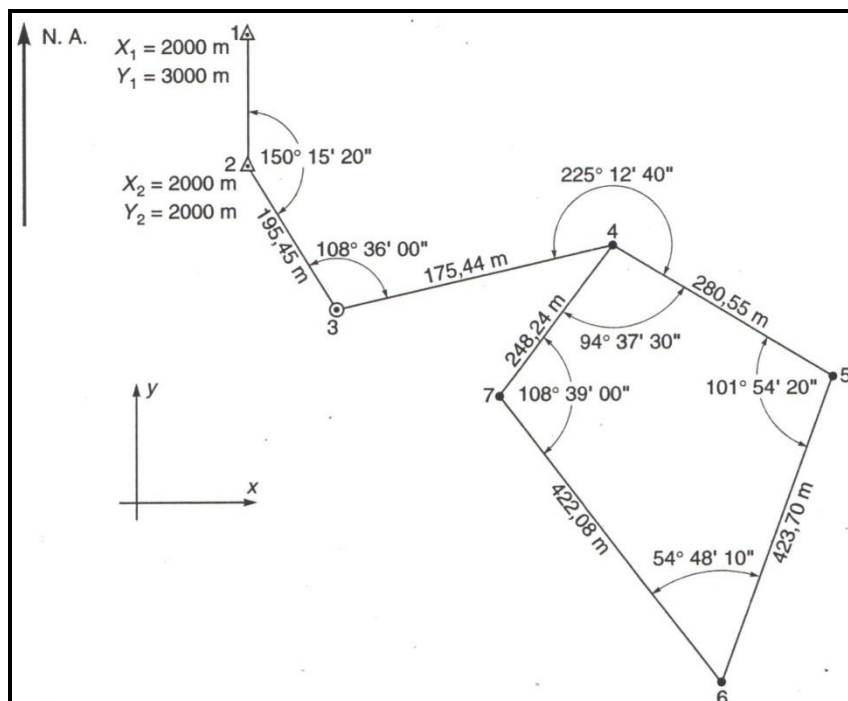 N. A.
1
X₁ = 2000 m
Y₁ = 3000 m
2
150° 15' 20"
X₂ = 2000 m
Y₂ = 2000 m
195,45 m
108° 36' 00"
3
175,44 m
225° 12' 40"
4
280,55 m
248,24 m
94° 37' 30"
5
7
108° 39' 00"
101° 54' 20"
y
x
422,08 m
423,70 m
54° 48' 10"
6